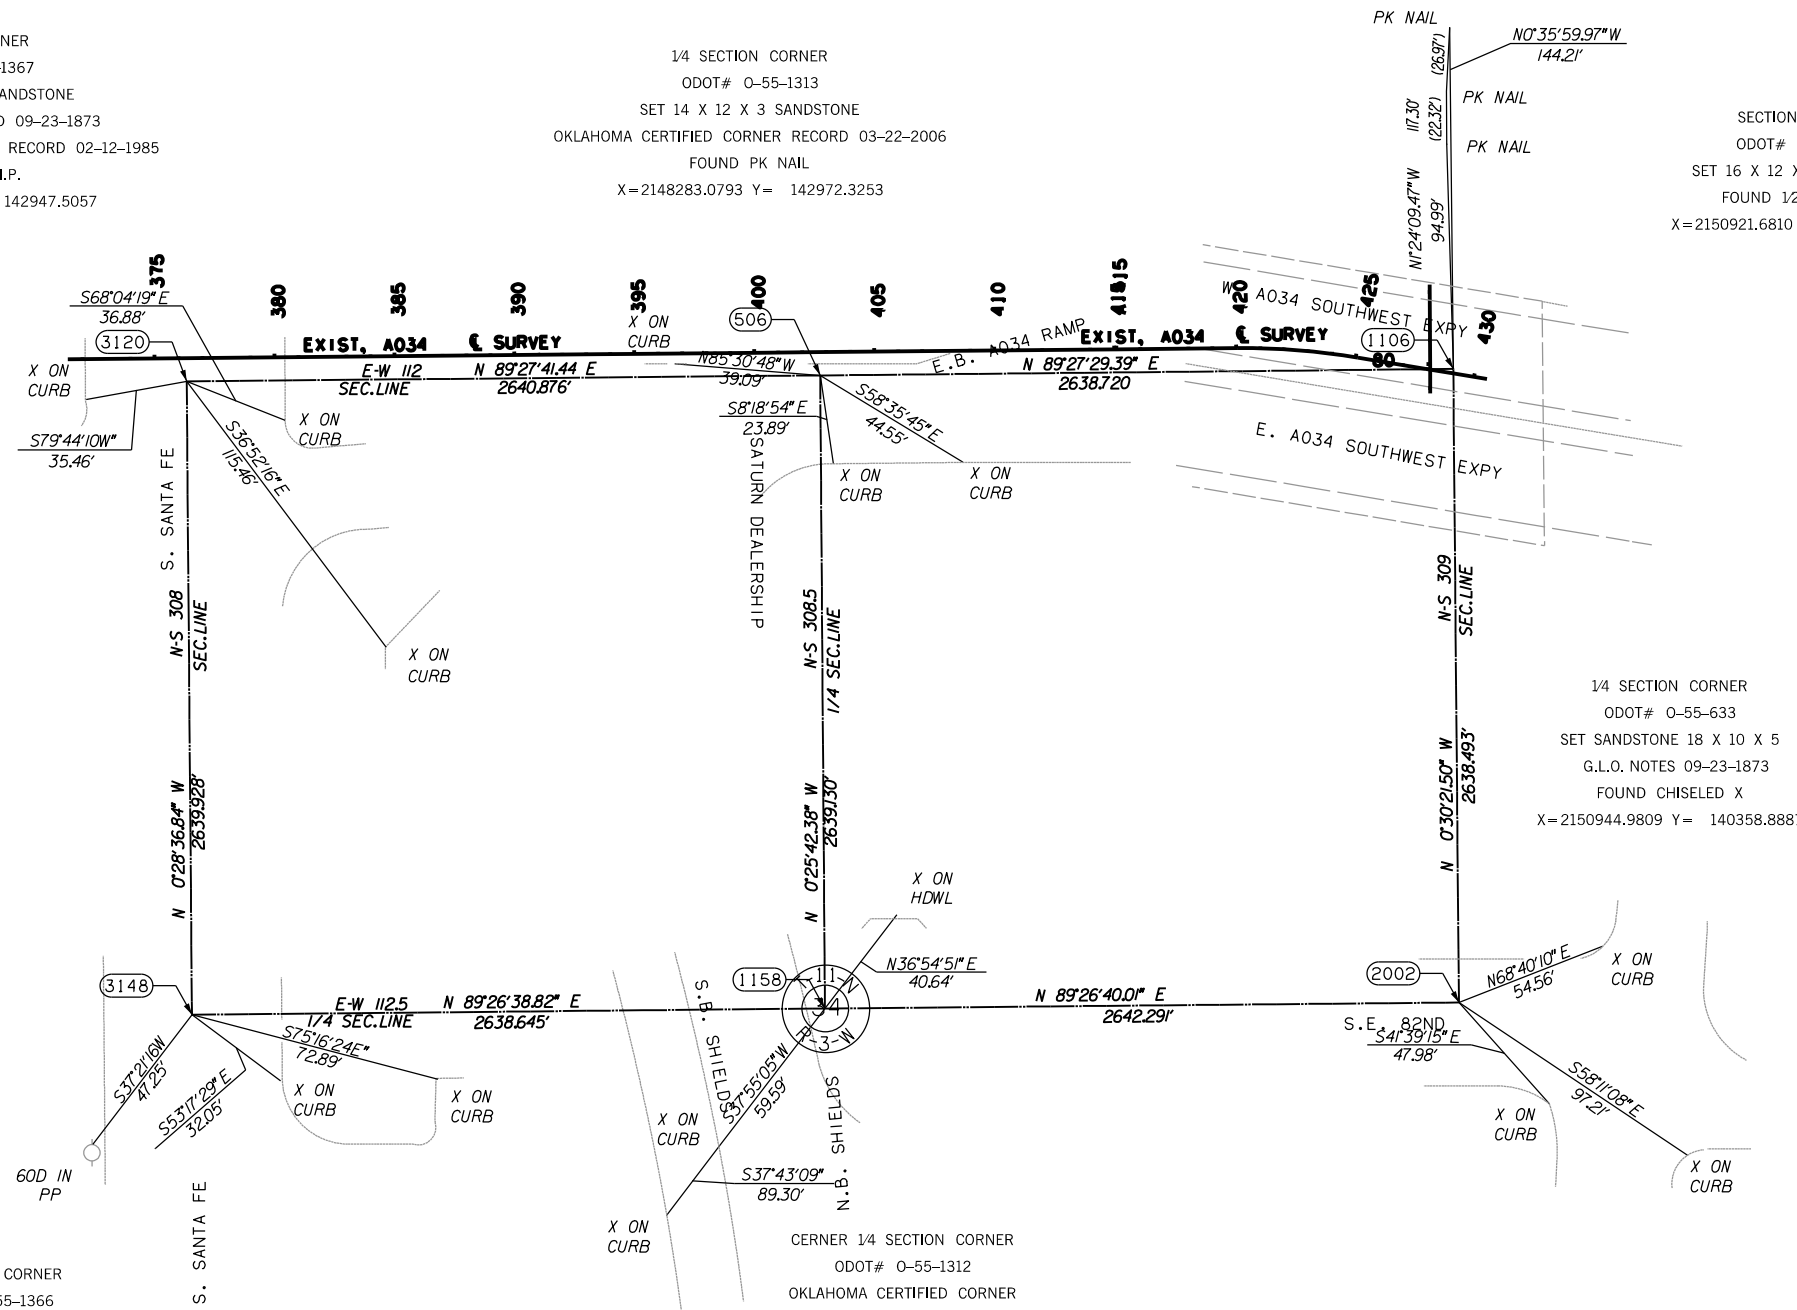 NER
1367
ANDSTONE
D 09-23-1873
RECORD 02-12-1985
I.P.
142947.5057
1/4 SECTION CORNER
ODOT# O-55-1313
SET 14 X 12 X 3 SANDSTONE
OKLAHOMA CERTIFIED CORNER RECORD 03-22-2006
FOUND PK NAIL
X=2148283.0793 Y= 142972.3253
PK NAIL
N0°35'59.97"W
144.21'
(26.97')
PK NAIL
117.30'
(22.32')
PK NAIL
N1°24'09.47"W
94.99'
SECTION
ODOT#
SET 16 X 12 X
FOUND 1/2
X=2150921.6810
375
380
385
390
395
400
405
410
415
420
425
430
S68°04'19" E
36.88'
3120
X ON
CURB
506
EXIST, A034 ℄ SURVEY
E.B. A034 RAMP
EXIST, A034 ℄ SURVEY
W. A034 SOUTHWEST EXPY
1106
80
X ON
CURB
E-W 112
SEC.LINE
N 89°27'41.44 E
2640.876'
N85°30'48"W
39.09'
N 89°27'29.39" E
2638.720
S79°44'10W"
35.46'
X ON
CURB
S36°52'16" E
115.46'
S8°18'54" E
23.89'
S58°35'45" E
44.55'
X ON
CURB
X ON
CURB
E. A034 SOUTHWEST EXPY
S. SANTA FE
SATURN DEALERSHIP
N-S 308
SEC.LINE
N-S 308.5
1/4 SEC.LINE
N-S 309
SEC.LINE
X ON
CURB
1/4 SECTION CORNER
ODOT# O-55-633
SET SANDSTONE 18 X 10 X 5
G.L.O. NOTES 09-23-1873
FOUND CHISELED X
X=2150944.9809 Y= 140358.8887
N 0°28'36.84" W
2639.928'
N 0°25'42.38" W
2639.130'
N 0°30'21.50" W
2638.493'
X ON
HDWL
N36°54'51" E
40.64'
3148
1158
T-11-N
34
R-3-W
2002
N68°40'10" E
54.56'
X ON
CURB
E-W 112.5
1/4 SEC.LINE
N 89°26'38.82" E
2638.645'
N 89°26'40.01" E
2642.291'
S.E. 82ND
S41°39'15" E
47.98'
S75°16'24E"
72.89'
S37°21'16W
47.25'
S53°17'29" E
32.05'
X ON
CURB
X ON
CURB
S.B. SHIELDS
S37°55'05" W
59.59'
N.B. SHIELDS
X ON
CURB
S58°11'08" E
97.21'
X ON
CURB
X ON
CURB
60D IN
PP
S37°43'09"
89.30'
X ON
CURB
S. SANTA FE
CERNER 1/4 SECTION CORNER
ODOT# O-55-1312
OKLAHOMA CERTIFIED CORNER
CORNER
55-1366